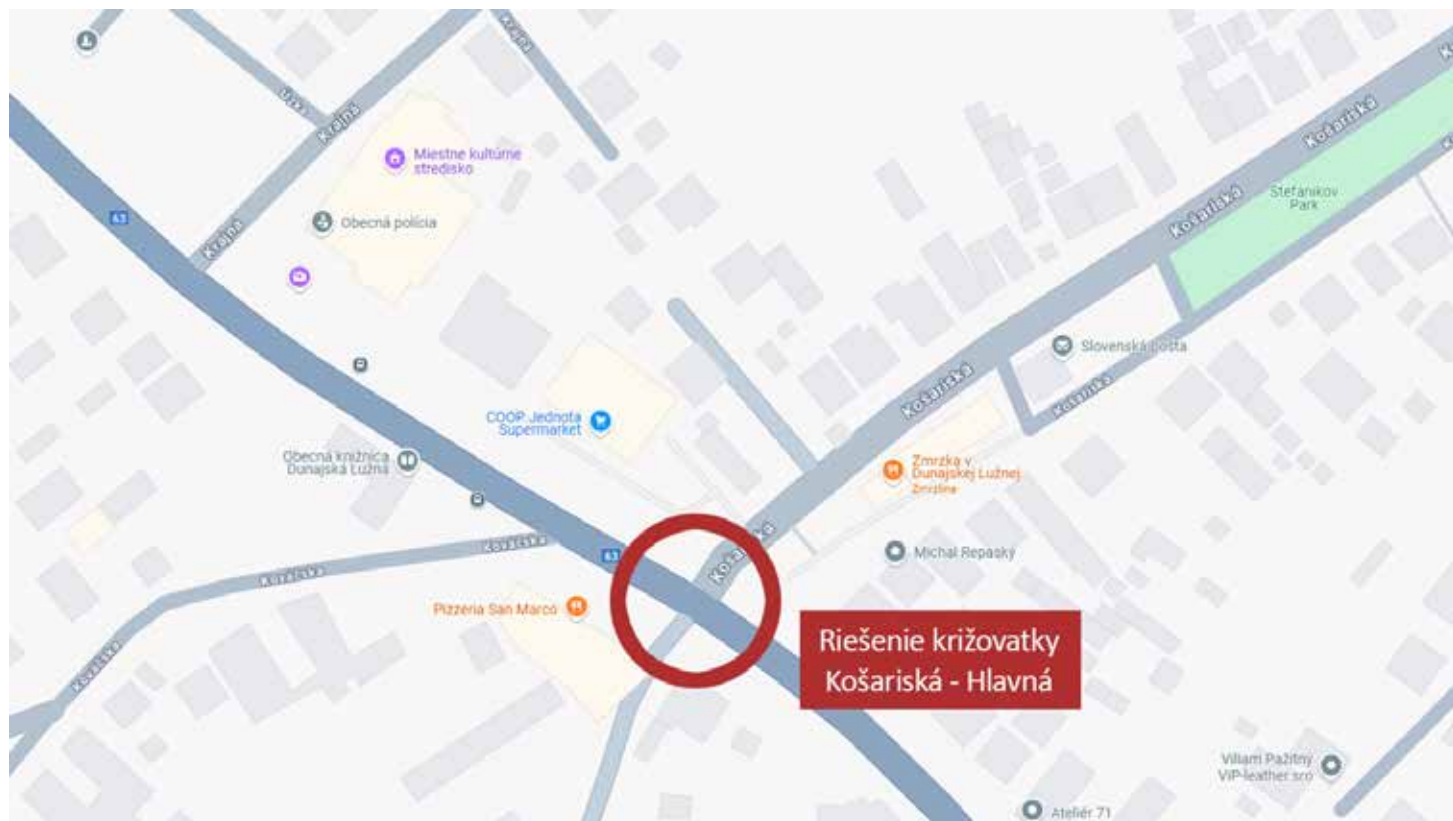 Krajná
Úzka
Krajná
Miestne kultúrne
stredisko
Košariská
Obecná polícia
63
Krajná
Košariská
Stefanikov
Park
Slovenská pošta
Košariská
Košariská
COOP Jednota
Supermarket
Obecná knižnica
Dunajská Lužná
Zmrzka v
Dunajskej Lužnej
Zmrzlina
Kováčska
63
Košariská
Michal Repaský
Kováčska
Pizzeria San Marco
Kováčska
Riešenie križovatky
Košariská - Hlavná
Viliam Pažitný
VIP-leather sro
Ateliér 71